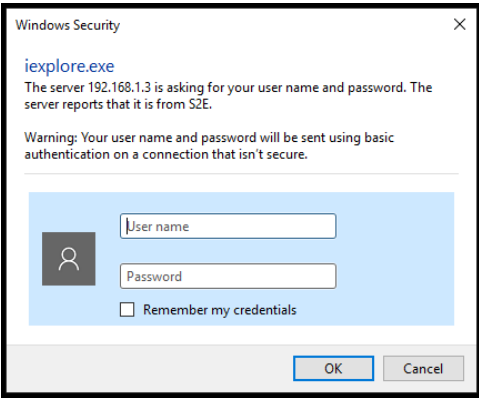 Windows Security
iexplore.exe
The server 192.168.1.3 is asking for your user name and password. The
server reports that it is from S2E.
Warning: Your user name and password will be sent using basic
authentication on a connection that isn't secure.
User name
Password
Remember my credentials
OK
Cancel